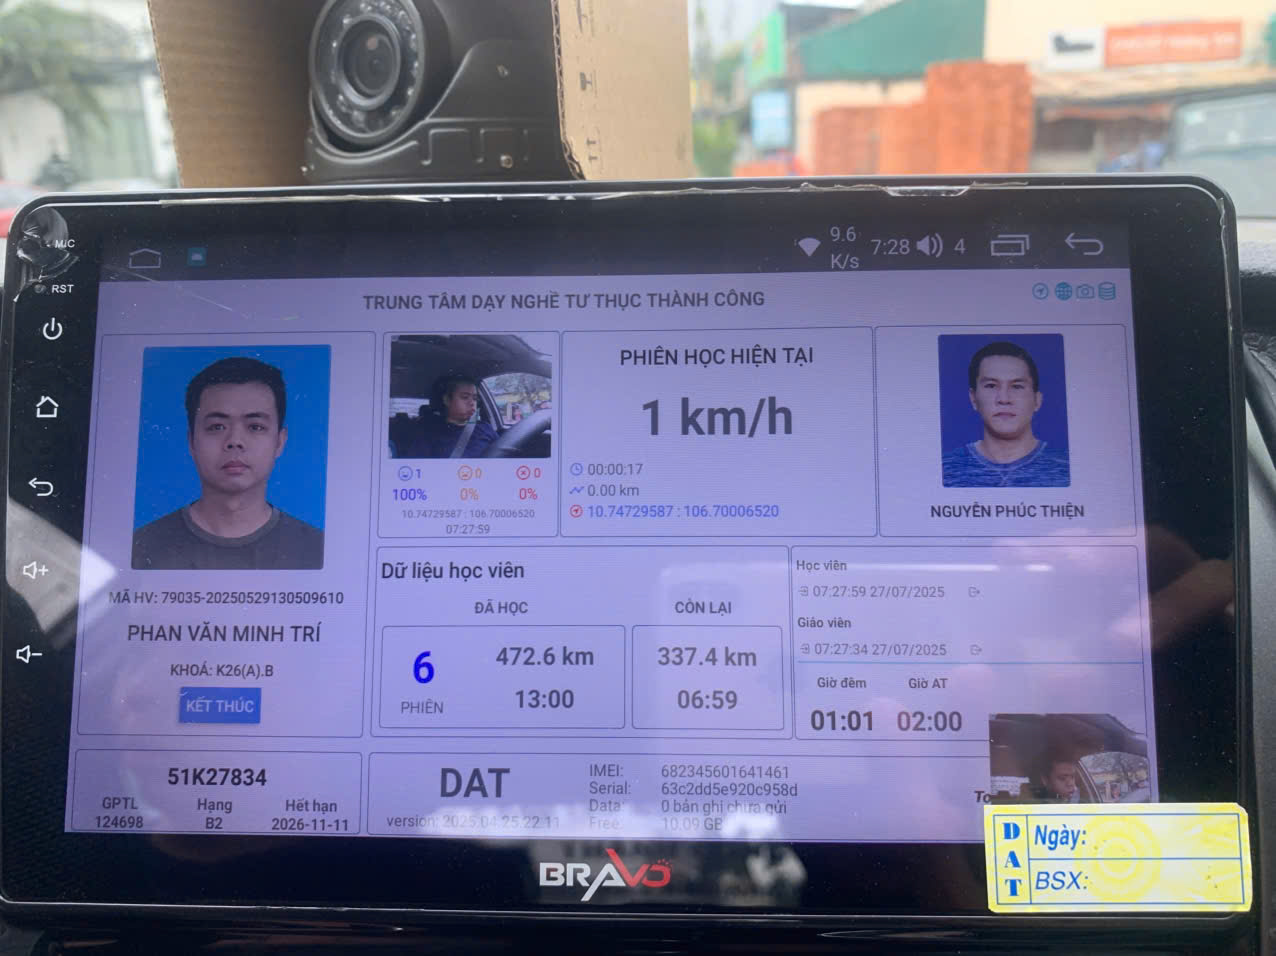 MIC
RST
9.6
K/s
7:28
4
TRUNG TÂM DẠY NGHỀ TƯ THỤC THÀNH CÔNG
MÃ HV: 79035-20250529130509610
PHAN VĂN MINH TRÍ
KHOÁ: K26(A).B
KẾT THÚC
1
0
0
100%
0%
0%
10.74729587 : 106.70006520
07:27:59
PHIÊN HỌC HIỆN TẠI
1 km/h
00:00:17
0.00 km
10.74729587 : 106.70006520
NGUYỄN PHÚC THIỆN
Dữ liệu học viên
ĐÃ HỌC
6
PHIÊN
472.6 km
13:00
CÒN LẠI
337.4 km
06:59
Học viên
07:27:59 27/07/2025
Giáo viên
07:27:34 27/07/2025
Giờ đêm
Giờ AT
01:01
02:00
51K27834
GPTL
Hạng
Hết hạn
124698
B2
2026-11-11
DAT
version: 2025.04.25.22.11
IMEI: 682345601641461
Serial: 63c2dd5e920c958d
Data: 0 bản ghi chưa gửi
Free: 10.09 GB
BRAVO
DAT
Ngày:
BSX: